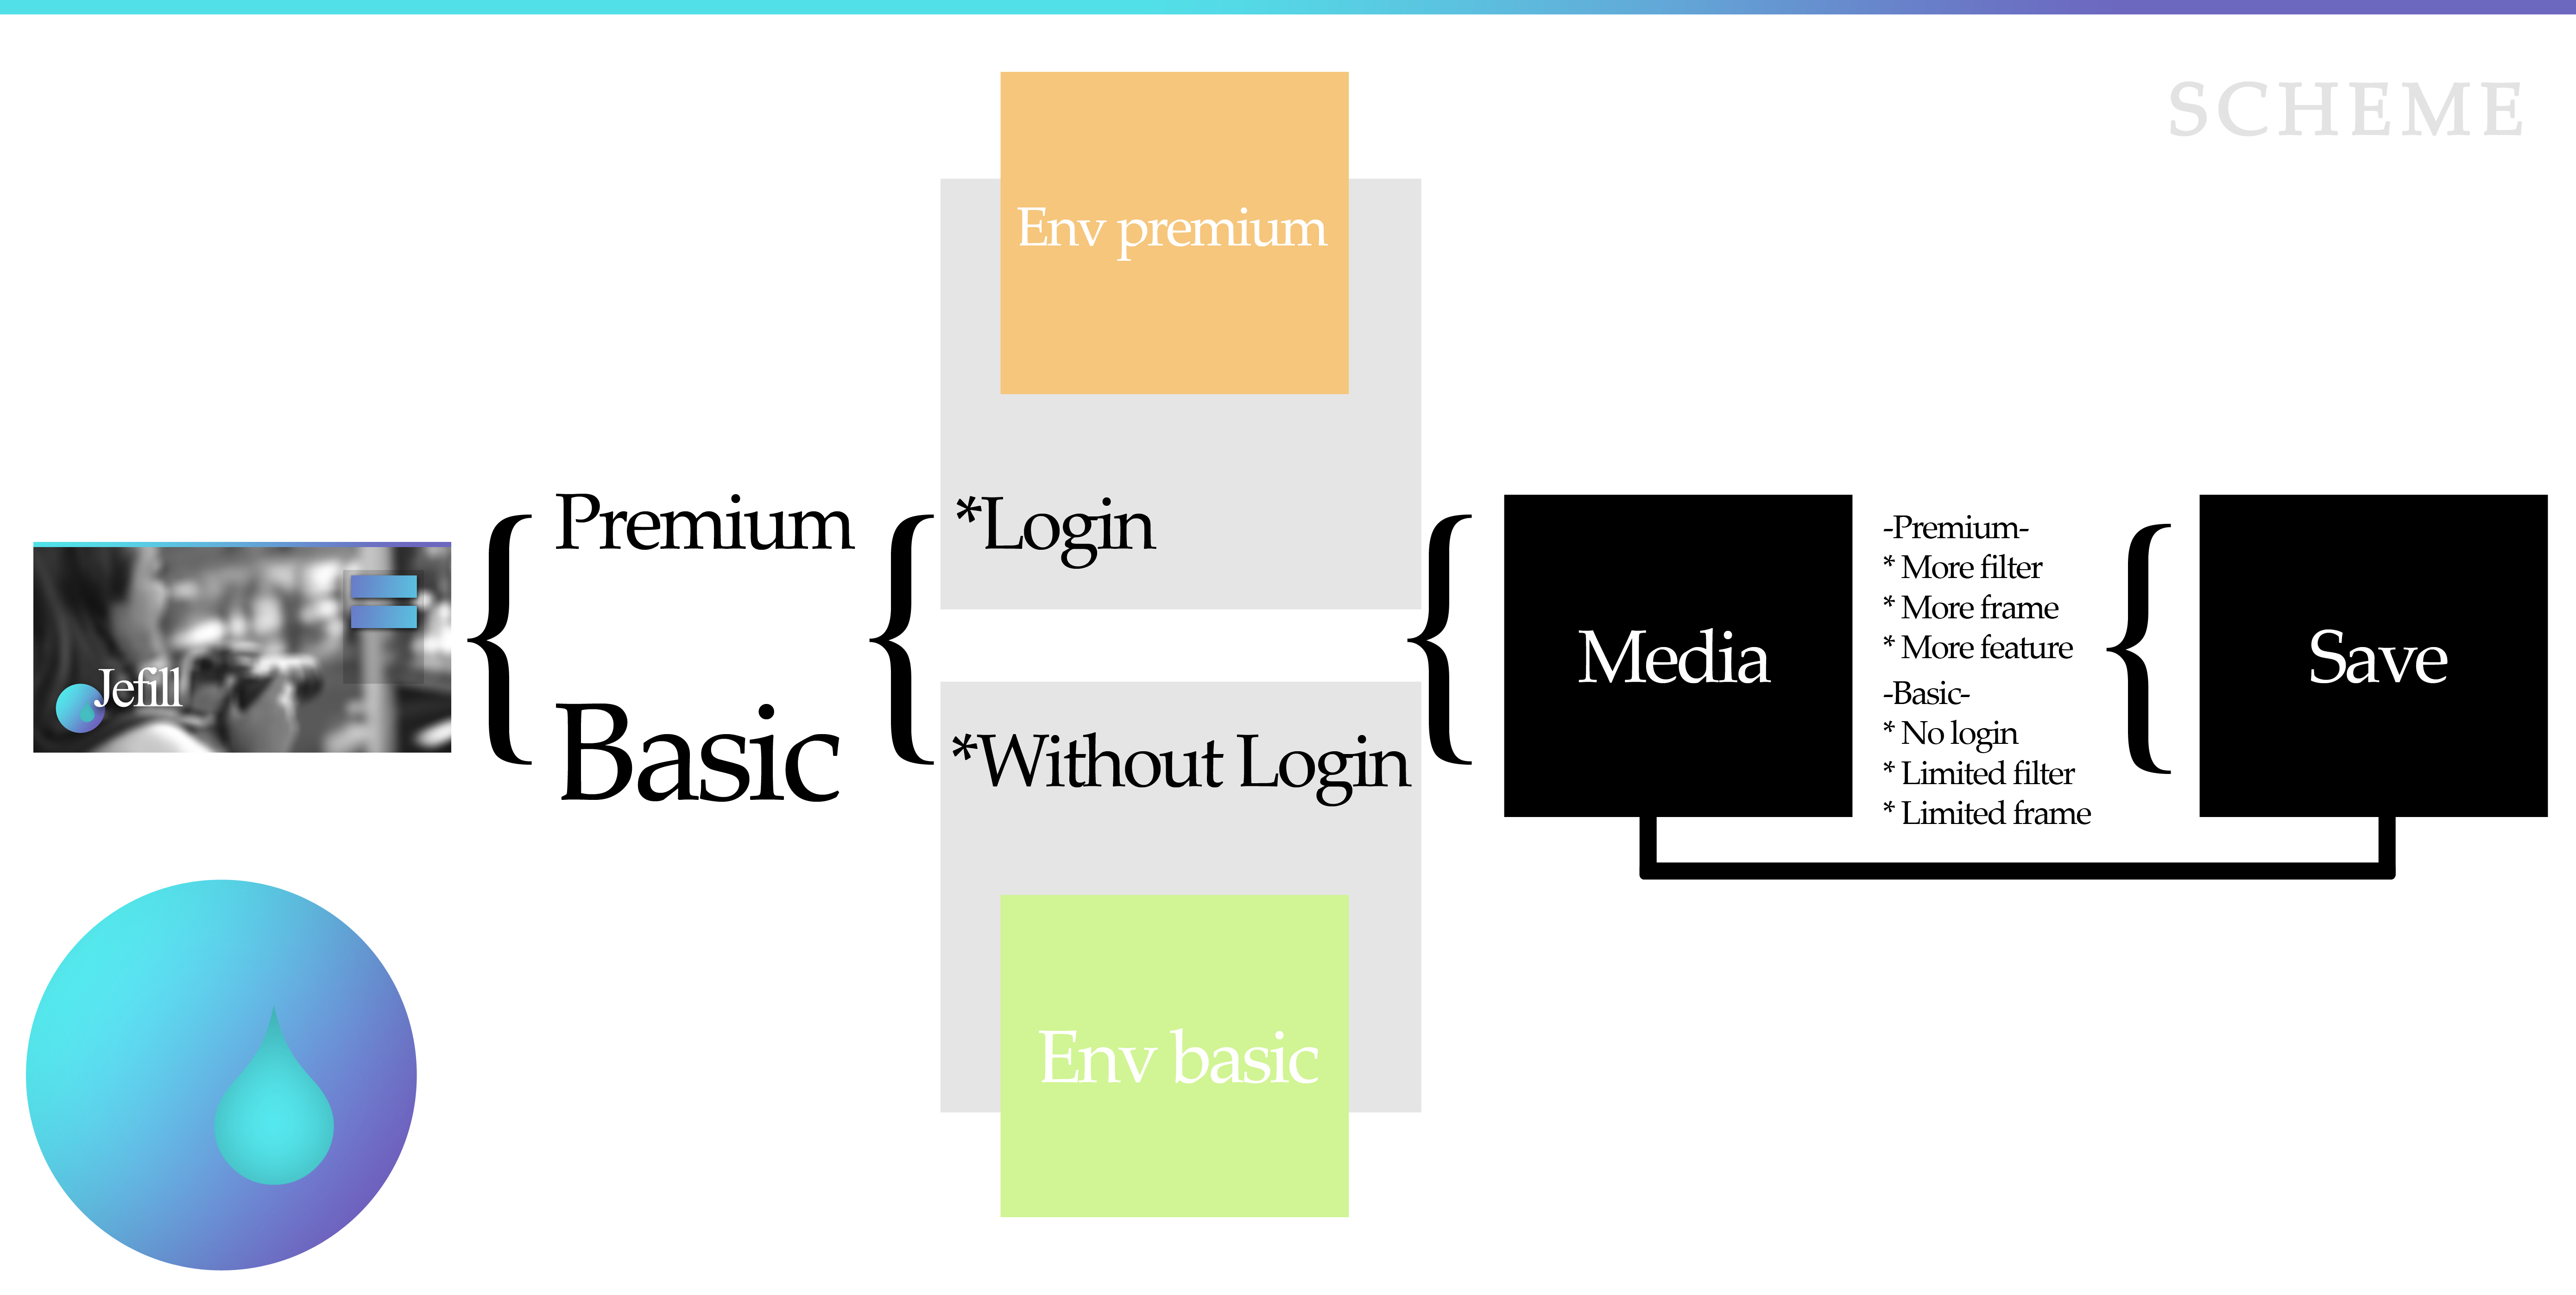 SCHEME
Env premium
Jefill
Premium
Basic
*Login
*Without Login
Env basic
Media
-Premium-
* More filter
* More frame
* More feature
-Basic-
* No login
* Limited filter
* Limited frame
Save